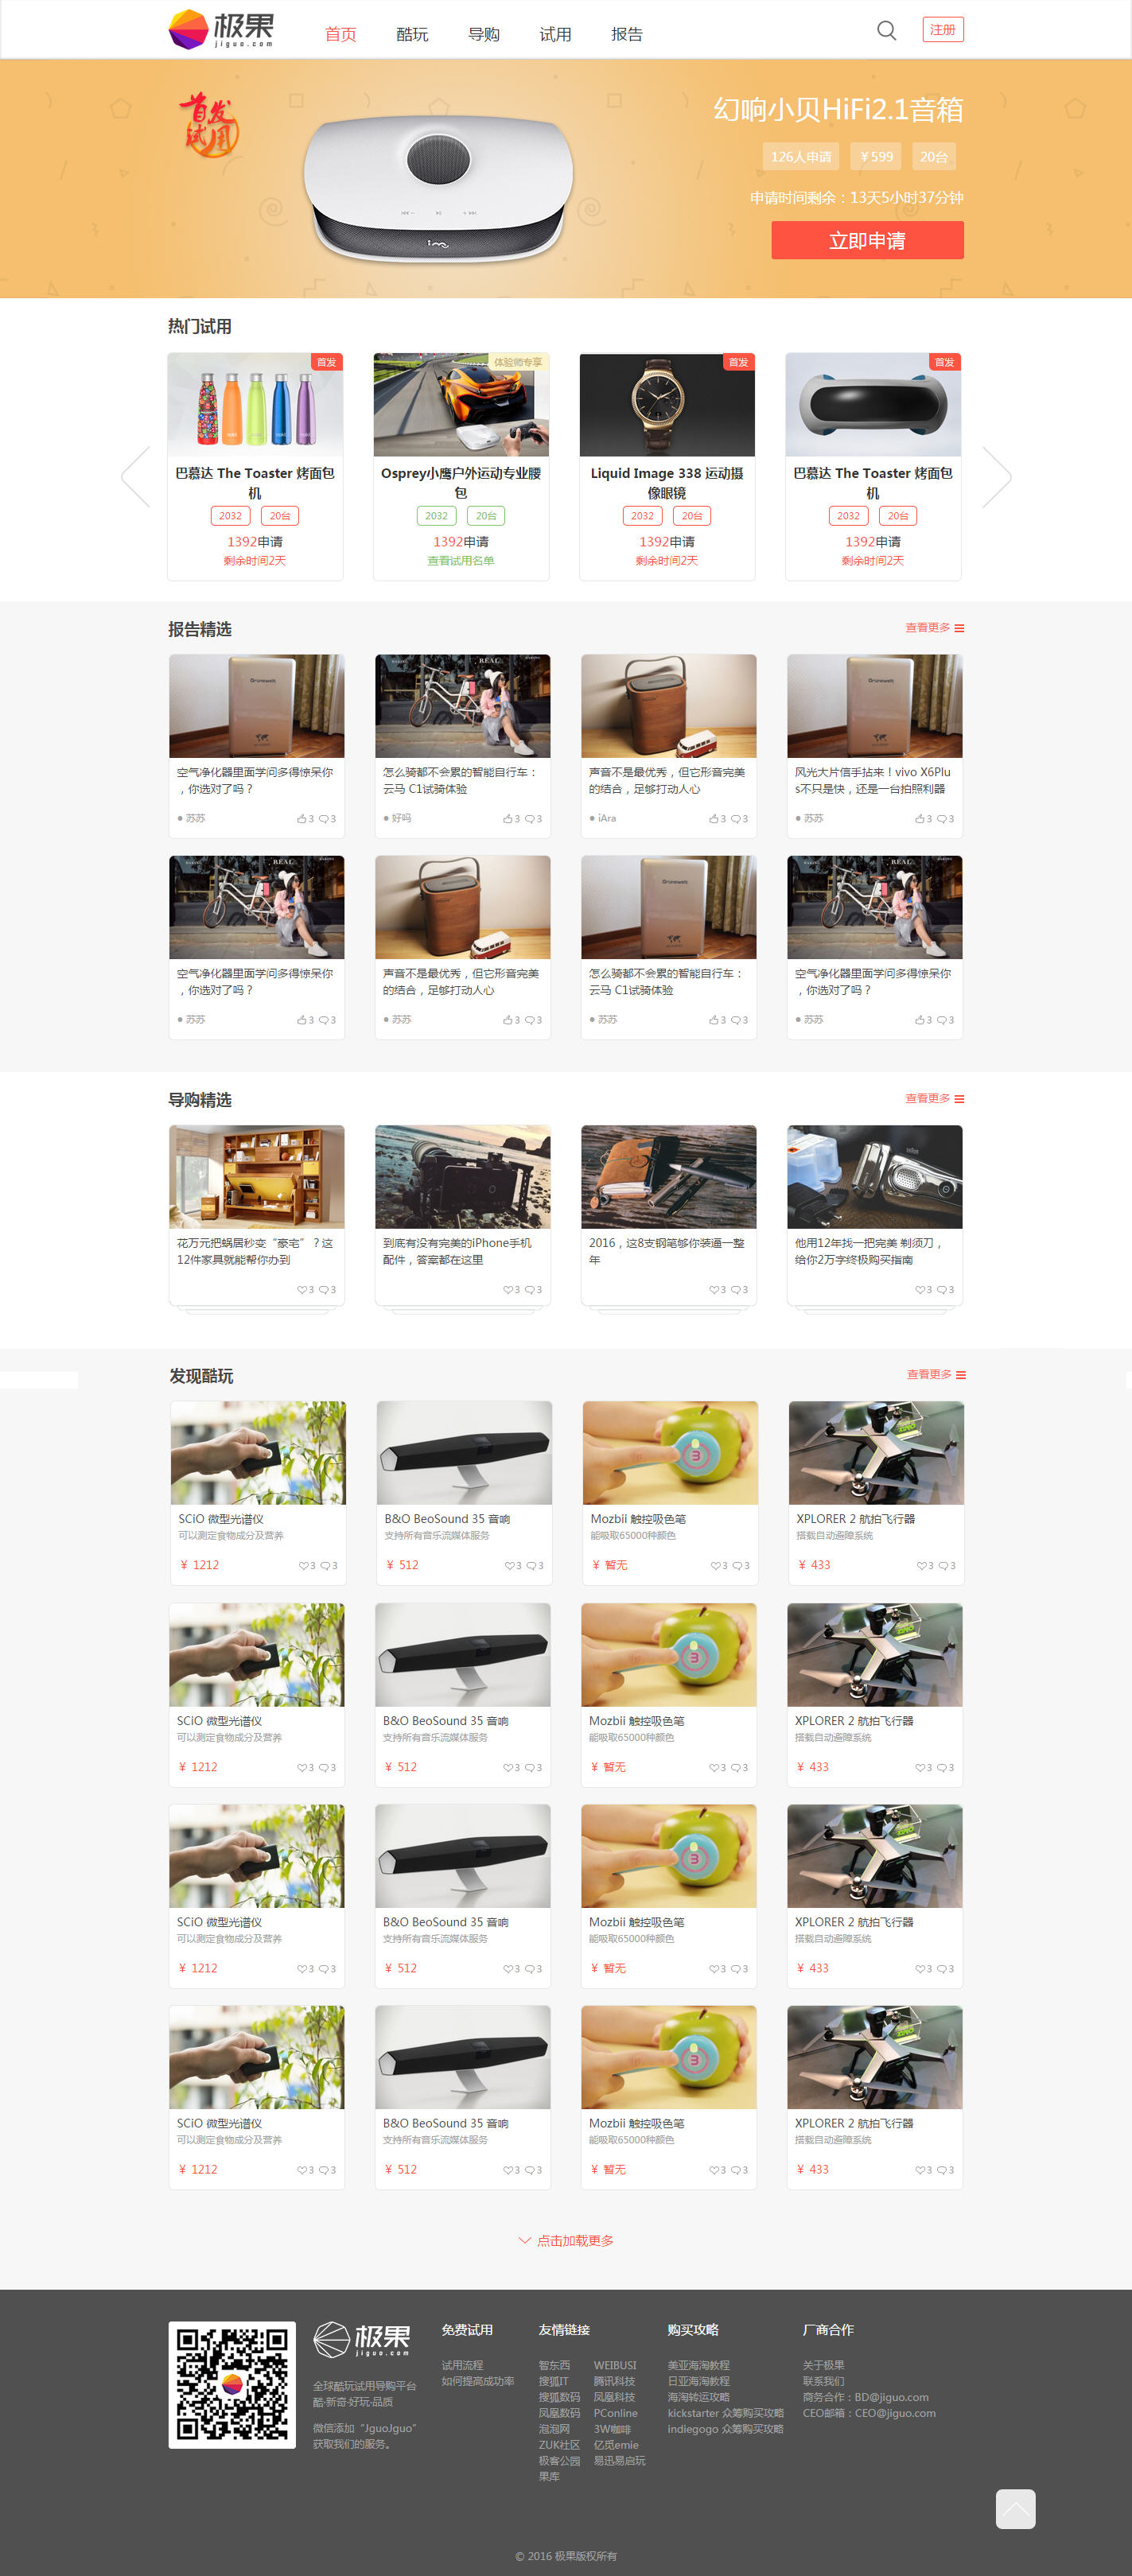 极果
jiguo.com
首页 酷玩 导购 试用 报告
注册
首发试用
幻响小贝HiFi2.1音箱
126人申请 ￥599 20台
申请时间剩余：13天5小时37分钟
立即申请
热门试用
首发 体验师专享 首发 首发
巴慕达 The Toaster 烤面包机
2032 20台
1392申请
剩余时间2天
Osprey小鹰户外运动专业腰包
2032 20台
1392申请
查看试用名单
Liquid Image 338 运动摄像眼镜
2032 20台
1392申请
剩余时间2天
巴慕达 The Toaster 烤面包机
2032 20台
1392申请
剩余时间2天
报告精选
查看更多
空气净化器里面学问多得惊呆你
，你选对了吗？
苏苏 3 3
怎么骑都不会累的智能自行车：
云马 C1试骑体验
好吗 3 3
声音不是最优秀，但它形音完美
的结合，足够打动人心
iAra 3 3
风光大片信手拈来！vivo X6Plu
s不只是快，还是一台拍照利器
苏苏 3 3
空气净化器里面学问多得惊呆你
，你选对了吗？
苏苏 3 3
声音不是最优秀，但它形音完美
的结合，足够打动人心
苏苏 3 3
怎么骑都不会累的智能自行车：
云马 C1试骑体验
苏苏 3 3
空气净化器里面学问多得惊呆你
，你选对了吗？
苏苏 3 3
导购精选
查看更多
花万元把蜗居秒变“豪宅”？这
12件家具就能帮你办到
3 3
到底有没有完美的iPhone手机
配件，答案都在这里
3 3
2016，这8支钢笔够你装逼一整
年
3 3
他用12年找一把完美 剃须刀，
给你2万字终极购买指南
3 3
发现酷玩
查看更多
SCiO 微型光谱仪
可以测定食物成分及营养
￥ 1212 3 3
B&O BeoSound 35 音响
支持所有音乐流媒体服务
￥ 512 3 3
Mozbii 触控吸色笔
能吸取65000种颜色
￥ 暂无 3 3
XPLORER 2 航拍飞行器
搭载自动避障系统
￥ 433 3 3
SCiO 微型光谱仪
可以测定食物成分及营养
￥ 1212 3 3
B&O BeoSound 35 音响
支持所有音乐流媒体服务
￥ 512 3 3
Mozbii 触控吸色笔
能吸取65000种颜色
￥ 暂无 3 3
XPLORER 2 航拍飞行器
搭载自动避障系统
￥ 433 3 3
SCiO 微型光谱仪
可以测定食物成分及营养
￥ 1212 3 3
B&O BeoSound 35 音响
支持所有音乐流媒体服务
￥ 512 3 3
Mozbii 触控吸色笔
能吸取65000种颜色
￥ 暂无 3 3
XPLORER 2 航拍飞行器
搭载自动避障系统
￥ 433 3 3
SCiO 微型光谱仪
可以测定食物成分及营养
￥ 1212 3 3
B&O BeoSound 35 音响
支持所有音乐流媒体服务
￥ 512 3 3
Mozbii 触控吸色笔
能吸取65000种颜色
￥ 暂无 3 3
XPLORER 2 航拍飞行器
搭载自动避障系统
￥ 433 3 3
点击加载更多
极果
jiguo.com
全球酷玩试用导购平台
酷·新奇·好玩·品质
微信添加“JguoJguo”
获取我们的服务。
免费试用
试用流程
如何提高成功率
友情链接
智东西 WEIBUSI
搜狐IT 腾讯科技
搜狐数码 凤凰科技
凤凰数码 PConline
泡泡网 3W咖啡
ZUK社区 亿觅emie
极客公园 易迅易启玩
果库
购买攻略
美亚海淘教程
日亚海淘教程
海淘转运攻略
kickstarter 众筹购买攻略
indiegogo 众筹购买攻略
厂商合作
关于极果
联系我们
商务合作：BD@jiguo.com
CEO邮箱：CEO@jiguo.com
© 2016 极果版权所有